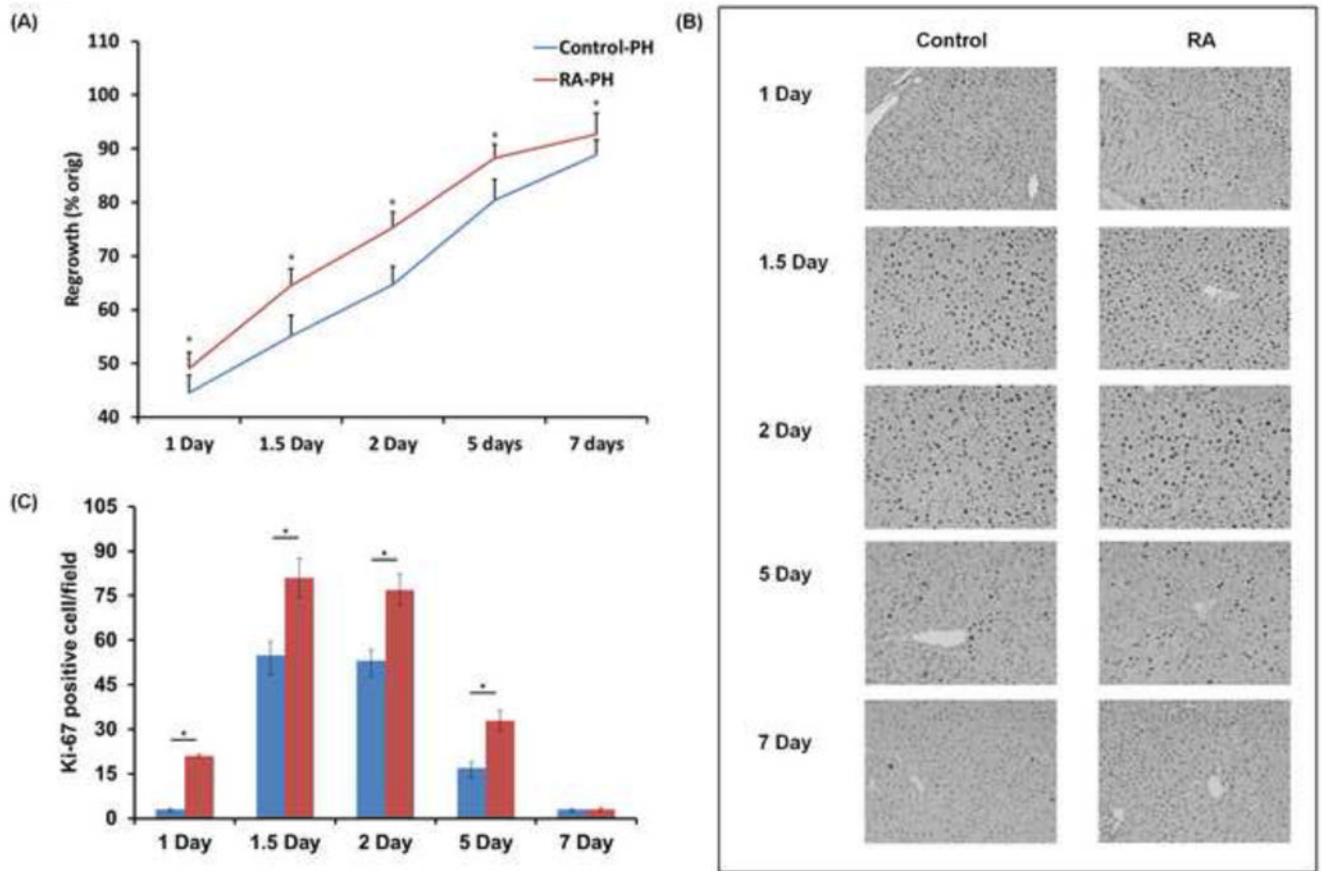 (A)
110
100
90
80
70
60
50
40
Regrowth (% orig)
Control-PH
RA-PH
*
*
*
*
*
1 Day
1.5 Day
2 Day
5 days
7 days
(B)
Control
RA
1 Day
1.5 Day
2 Day
5 Day
7 Day
(C)
105
90
75
60
45
30
15
0
Ki-67 positive cell/field
*
*
*
*
1 Day
1.5 Day
2 Day
5 Day
7 Day